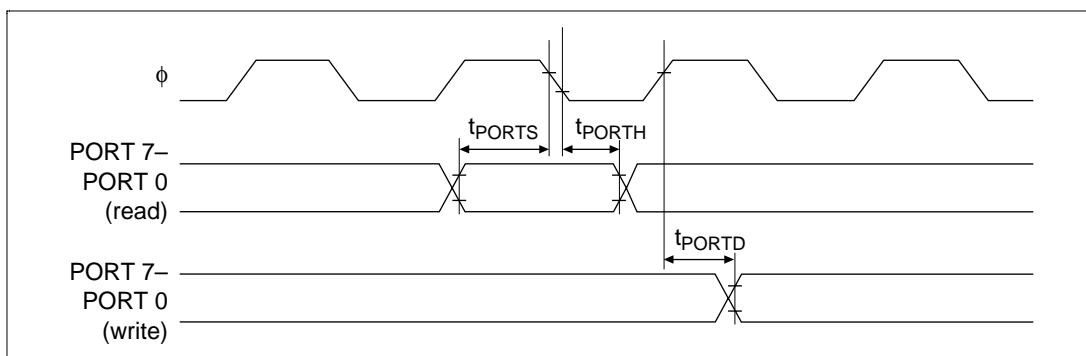 ϕ
tPORTS
tPORTH
PORT 7–
PORT 0
(read)
tPORTD
PORT 7–
PORT 0
(write)